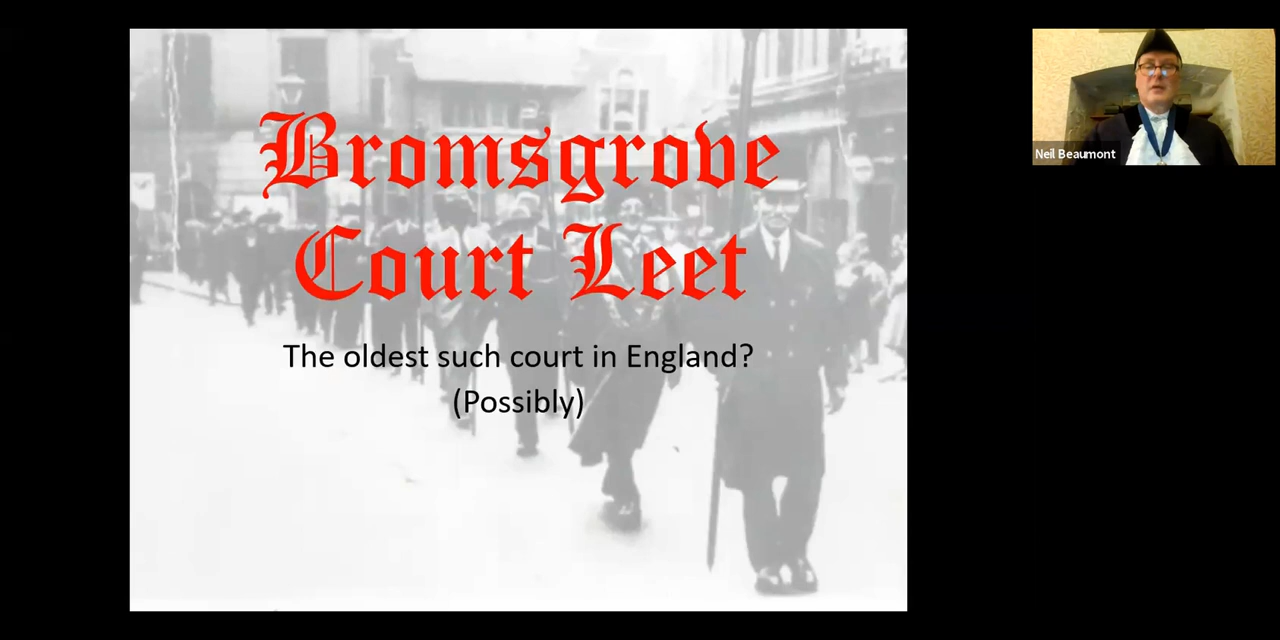 Bromsgrove
Court Leet
The oldest such court in England?
(Possibly)
Neil Beaumont